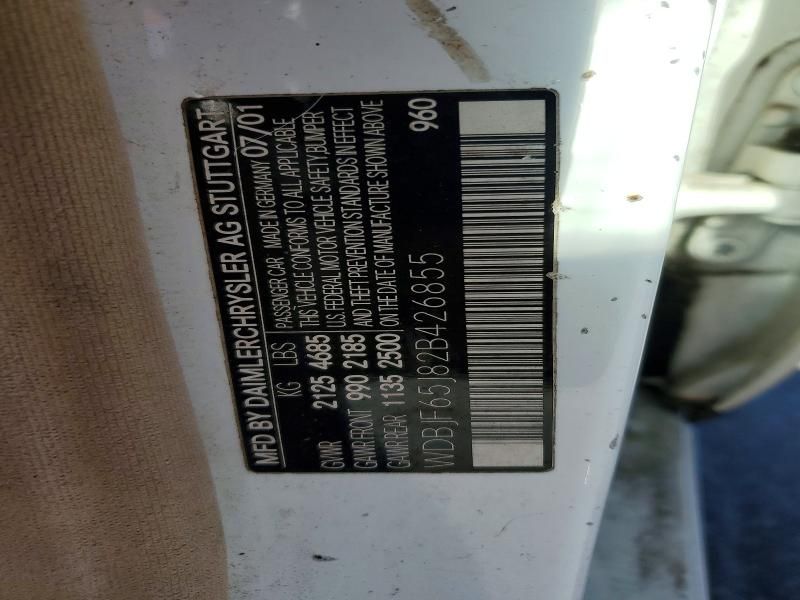 MFD BY DAIMLERCHRYSLER AG STUTTGART
KG LBS PASSENGER CAR MADE IN GERMANY 07/01
GVWR 2125 4685 THIS VEHICLE CONFORMS TO ALL APPLICABLE
U.S. FEDERAL MOTOR VEHICLE SAFETY, BUMPER
GAWR FRONT 990 2185 AND THEFT PREVENTION STANDARDS IN EFFECT
GAWR REAR 1135 2500 ON THE DATE OF MANUFACTURE SHOWN ABOVE
WDBJF65J82B426855 960